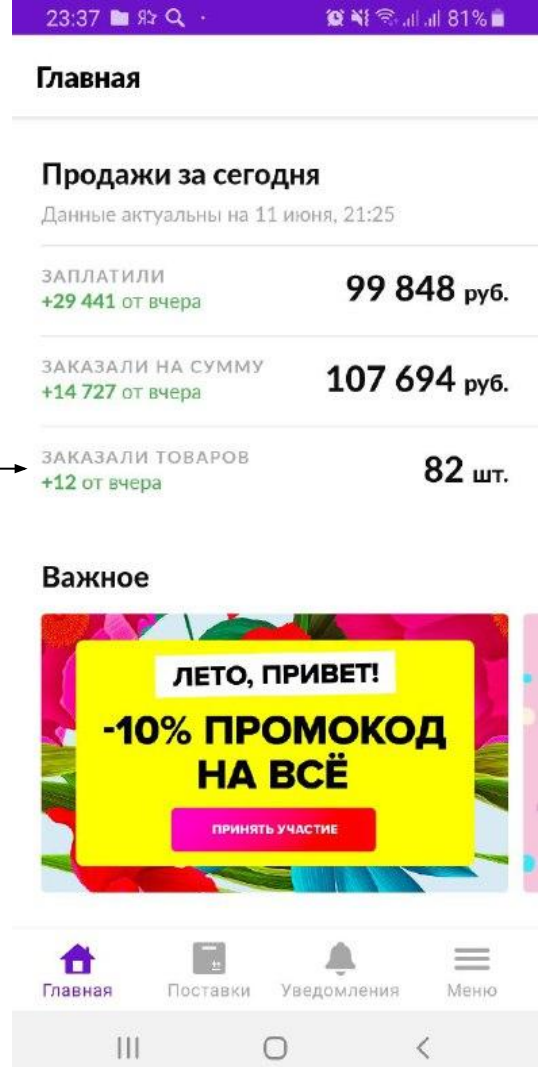 23:37
81%
Главная
Продажи за сегодня
Данные актуальны на 11 июня, 21:25
ЗАПЛАТИЛИ
+29 441 от вчера
99 848 руб.
ЗАКАЗАЛИ НА СУММУ
+14 727 от вчера
107 694 руб.
ЗАКАЗАЛИ ТОВАРОВ
+12 от вчера
82 шт.
Важное
ЛЕТО, ПРИВЕТ!
-10% ПРОМОКОД
НА ВСЁ
ПРИНЯТЬ УЧАСТИЕ
Главная Поставки Уведомления Меню